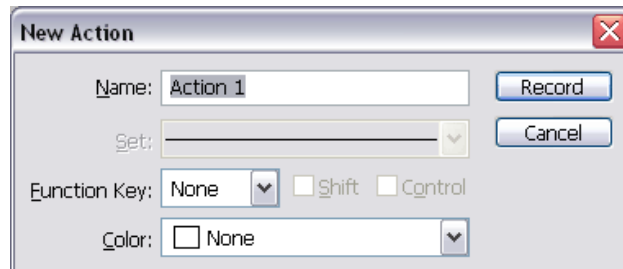 New Action
Name: Action 1 Record
Set: Cancel
Function Key: None Shift Control
Color: None